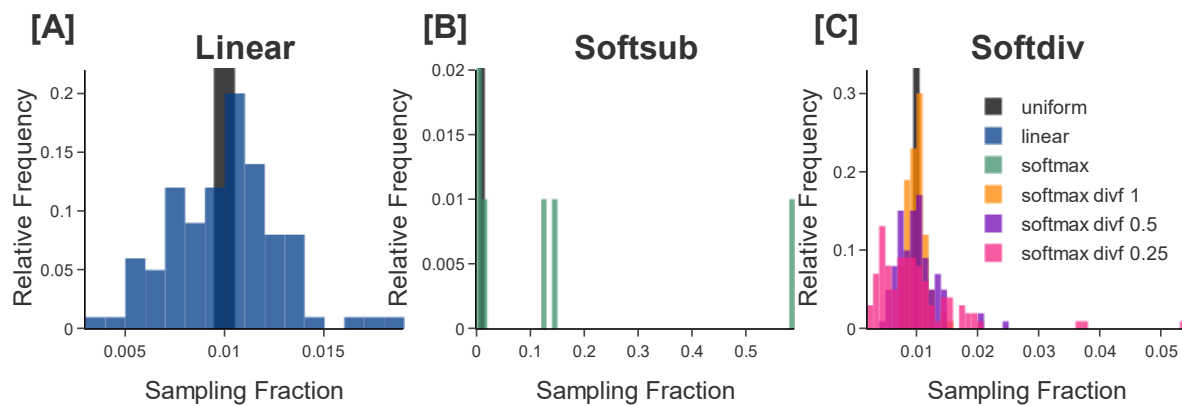 [A]
Linear
Relative Frequency
0.2
0.15
0.1
0.05
0
0.005
0.01
0.015
Sampling Fraction
[B]
Softsub
Relative Frequency
0.02
0.015
0.01
0.005
0
0
0.1
0.2
0.3
0.4
0.5
Sampling Fraction
[C]
Softdiv
Relative Frequency
0.3
0.2
0.1
0
0.01
0.02
0.03
0.04
0.05
Sampling Fraction
uniform
linear
softmax
softmax divf 1
softmax divf 0.5
softmax divf 0.25